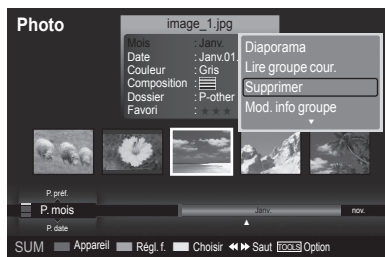 Photo
image_1.jpg
Mois : Janv.
Date : Janv.01.
Couleur : Gris
Composition :
Dossier : P-other
Favori : ★★★
Diaporama
Lire groupe cour.
Supprimer
Mod. info groupe
P. préf.
P. mois
P. date
Janv.
nov.
SUM Appareil Régl. f. Choisir Saut TOOLS Option